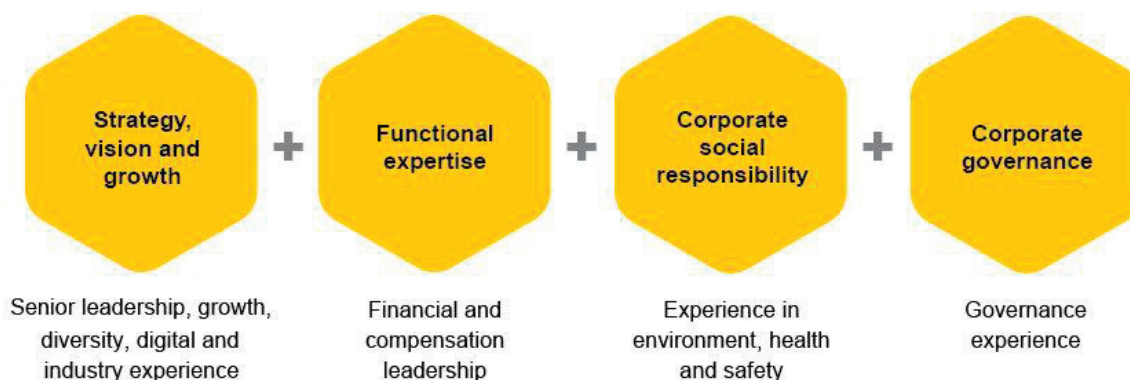 Strategy,
vision and
growth
Functional
expertise
Corporate
social
responsibility
Corporate
governance
Senior leadership, growth,
diversity, digital and
industry experience
Financial and
compensation
leadership
Experience in
environment, health
and safety
Governance
experience